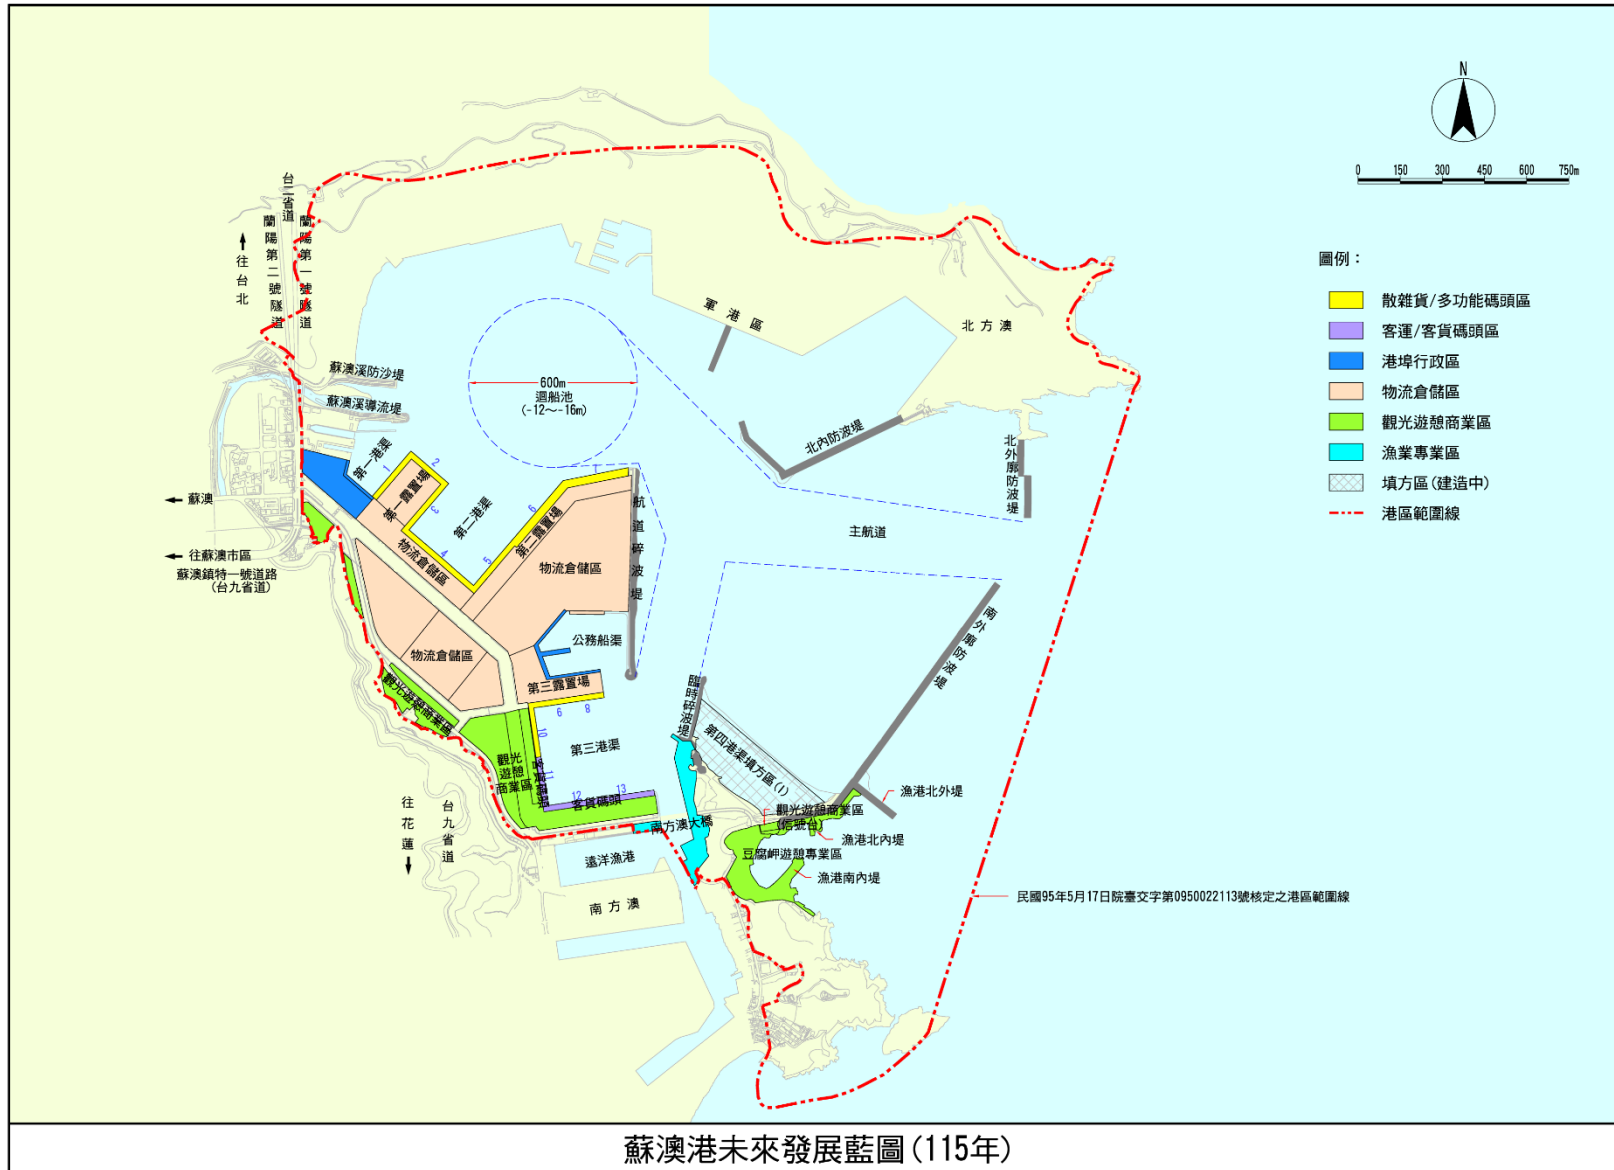 N
0 150 300 450 600 750m
圖例：
散雜貨/多功能碼頭區
客運/客貨碼頭區
港埠行政區
物流倉儲區
觀光遊憩商業區
漁業專業區
填方區(建造中)
港區範圍線
台二省道
蘭陽第二號隧道
蘭陽第一號隧道
往台北
軍港區
北方澳
蘇澳溪防沙堤
蘇澳溪導流堤
600m
迴船池
(-12～-16m)
北內防波堤
北外廓防波堤
第一港渠
1
2
第一露置場
3
第二港渠
4
5
6
7
第二露置場
物流倉儲區
物流倉儲區
航道碎波堤
主航道
蘇澳
往蘇澳市區
蘇澳鎮特一號道路
(台九省道)
物流倉儲區
公務船渠
第三露置場
南外廓防波堤
臨時碎波堤
觀光遊憩商業區
6 8
10
第三港渠
11
12
13
觀光
遊憩
商業區
客貨碼頭
第四港渠填方區(I)
漁港北外堤
觀光遊憩商業區
(信號台)
漁港北內堤
南方澳大橋
豆腐岬遊憩專業區
漁港南內堤
往花蓮
台九省道
遠洋漁港
南方澳
民國95年5月17日院臺交字第0950022113號核定之港區範圍線
蘇澳港未來發展藍圖(115年)